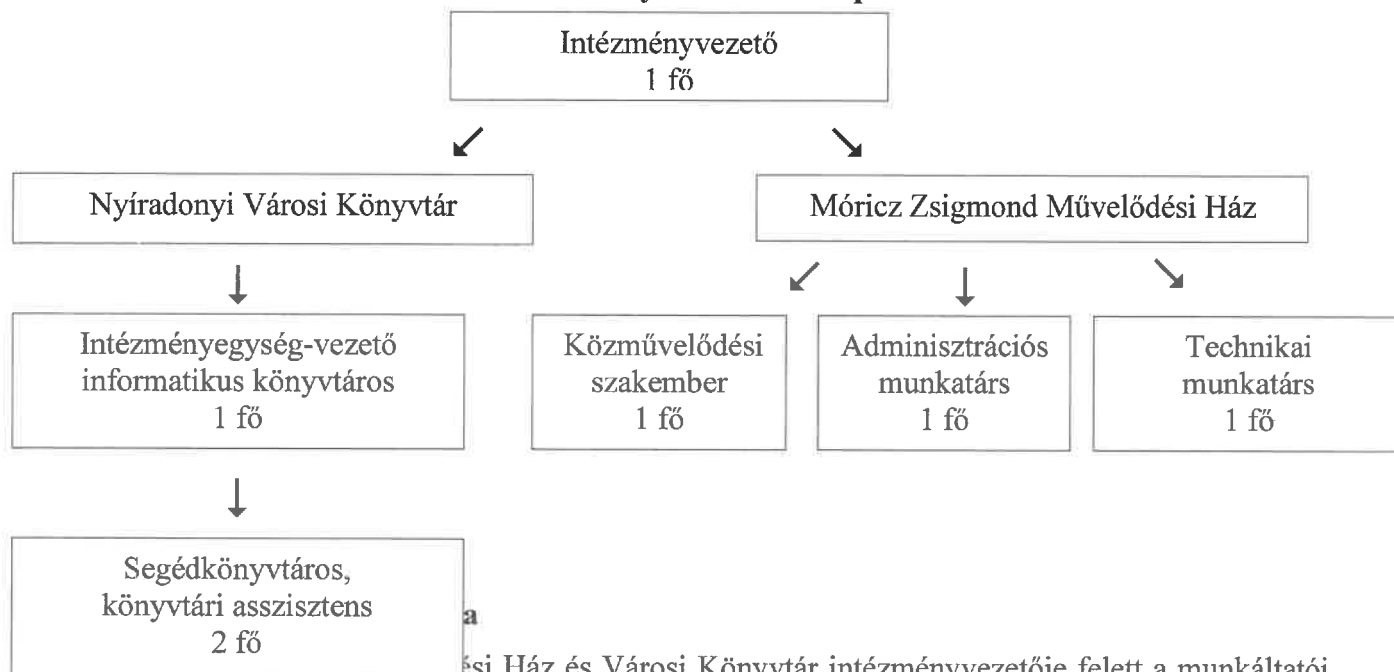 Intézményvezető
1 fő
Nyíradonyi Városi Könyvtár
Móricz Zsigmond Művelődési Ház
Intézményegység-vezető
informatikus könyvtáros
1 fő
Közművelődési
szakember
1 fő
Adminisztrációs
munkatárs
1 fő
Technikai
munkatárs
1 fő
Segédkönyvtáros,
könyvtári asszisztens
2 fő
Ház és Városi Könyvtár intézményvezetője felett a munkáltatói